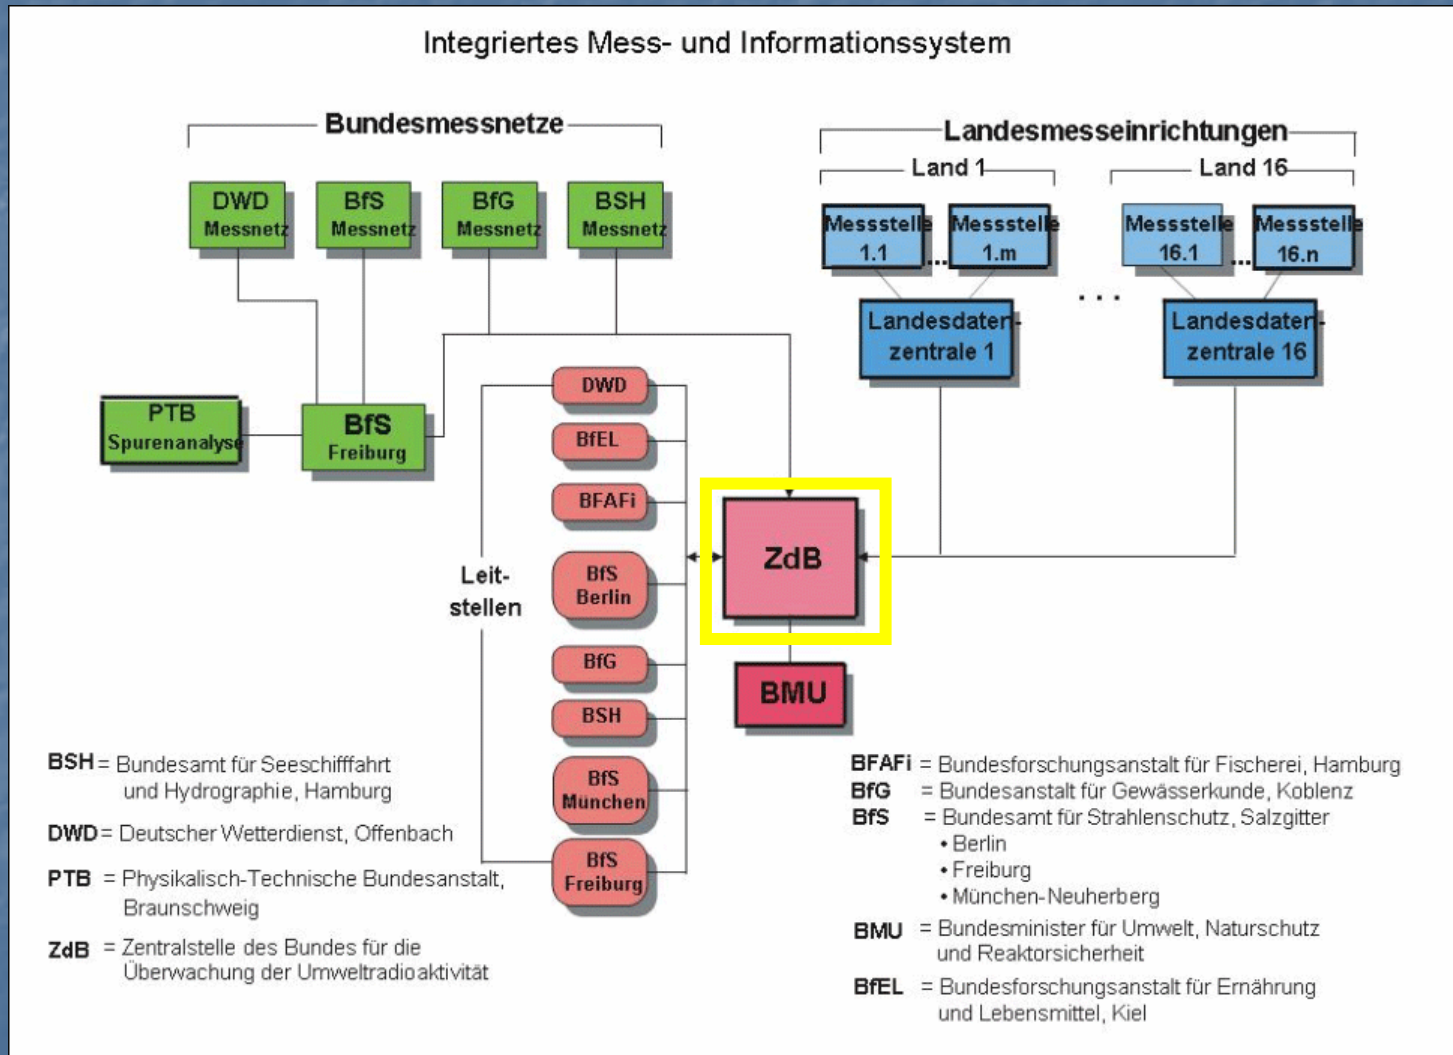 Integriertes Mess- und Informationssystem
Bundesmessnetze
Landesmesseinrichtungen
Land 1
Land 16
DWD
Messnetz
BfS
Messnetz
BfG
Messnetz
BSH
Messnetz
Messstelle
1.1
...
Messstelle
1.m
Messstelle
16.1
...
Messstelle
16.n
. . .
Landesdaten-
zentrale 1
Landesdaten-
zentrale 16
PTB
Spurenanalyse
BfS
Freiburg
Leit-
stellen
DWD
BfEL
BFAFi
BfS
Berlin
BfG
BSH
BfS
München
BfS
Freiburg
ZdB
BMU
BSH = Bundesamt für Seeschifffahrt
und Hydrographie, Hamburg
DWD = Deutscher Wetterdienst, Offenbach
PTB = Physikalisch-Technische Bundesanstalt,
Braunschweig
ZdB = Zentralstelle des Bundes für die
Überwachung der Umweltradioaktivität
BFAFi = Bundesforschungsanstalt für Fischerei, Hamburg
BfG = Bundesanstalt für Gewässerkunde, Koblenz
BfS = Bundesamt für Strahlenschutz, Salzgitter
• Berlin
• Freiburg
• München-Neuherberg
BMU = Bundesminister für Umwelt, Naturschutz
und Reaktorsicherheit
BfEL = Bundesforschungsanstalt für Ernährung
und Lebensmittel, Kiel